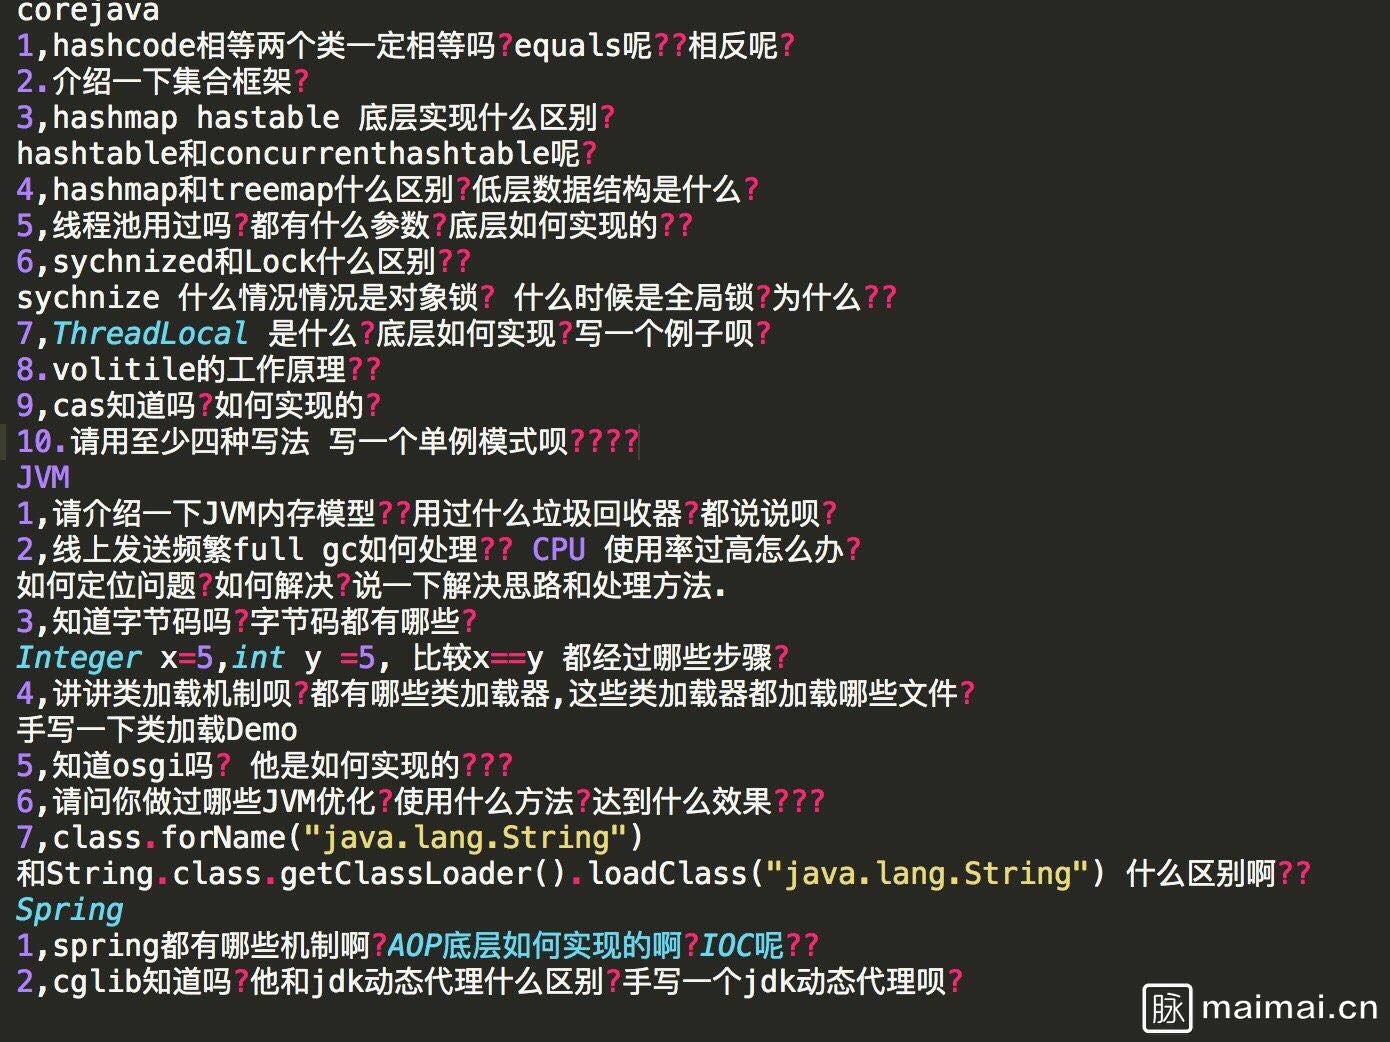 corejava
1,hashcode相等两个类一定相等吗?equals呢??相反呢?
2.介绍一下集合框架?
3,hashmap hastable 底层实现什么区别?
hashtable和concurrenthashtable呢?
4,hashmap和treemap什么区别?低层数据结构是什么?
5,线程池用过吗?都有什么参数?底层如何实现的??
6,sychnized和Lock什么区别??
sychnize 什么情况情况是对象锁? 什么时候是全局锁?为什么??
7,ThreadLocal 是什么?底层如何实现?写一个例子呗?
8.volitile的工作原理??
9,cas知道吗?如何实现的?
10.请用至少四种写法 写一个单例模式呗????
JVM
1,请介绍一下JVM内存模型??用过什么垃圾回收器?都说说呗?
2,线上发送频繁full gc如何处理?? CPU 使用率过高怎么办?
如何定位问题?如何解决?说一下解决思路和处理方法.
3,知道字节码吗?字节码都有哪些?
Integer x=5,int y =5, 比较x==y 都经过哪些步骤?
4,讲讲类加载机制呗?都有哪些类加载器,这些类加载器都加载哪些文件?
手写一下类加载Demo
5,知道osgi吗? 他是如何实现的???
6,请问你做过哪些JVM优化?使用什么方法?达到什么效果???
7,class.forName("java.lang.String")
和String.class.getClassLoader().loadClass("java.lang.String") 什么区别啊??
Spring
1,spring都有哪些机制啊?AOP底层如何实现的啊?IOC呢??
2,cglib知道吗?他和jdk动态代理什么区别?手写一个jdk动态代理呗?
脉 maimai.cn